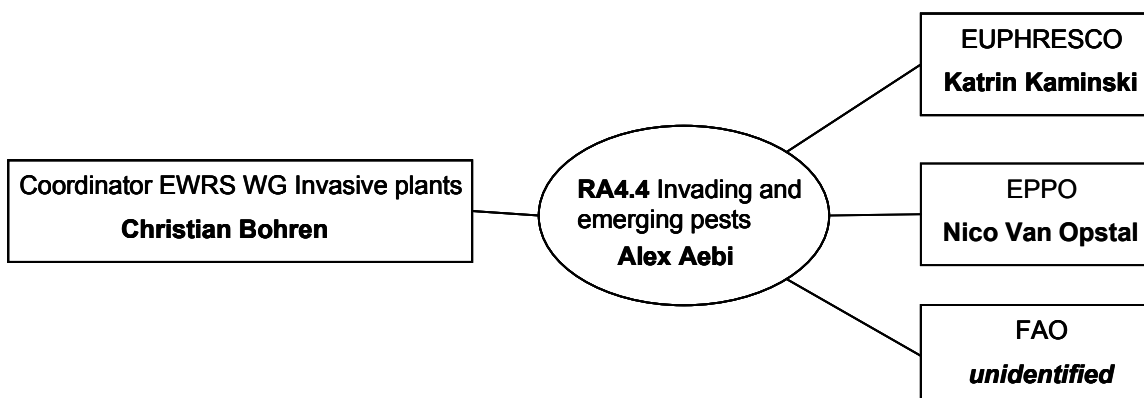 Coordinator EWRS WG Invasive plants
Christian Bohren
RA4.4 Invading and
emerging pests
Alex Aebi
EUPHRESCO
Katrin Kaminski
EPPO
Nico Van Opstal
FAO
unidentified